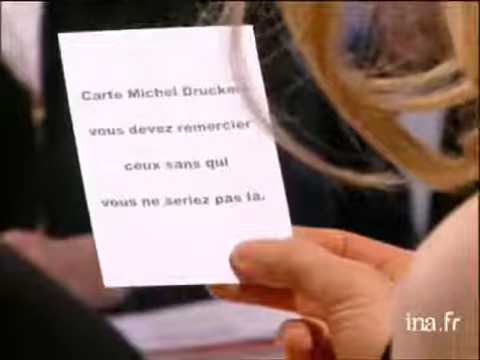 Carte Michel Drucker
vous devez remercier
ceux sans qui
vous ne seriez pas là.
ina.fr